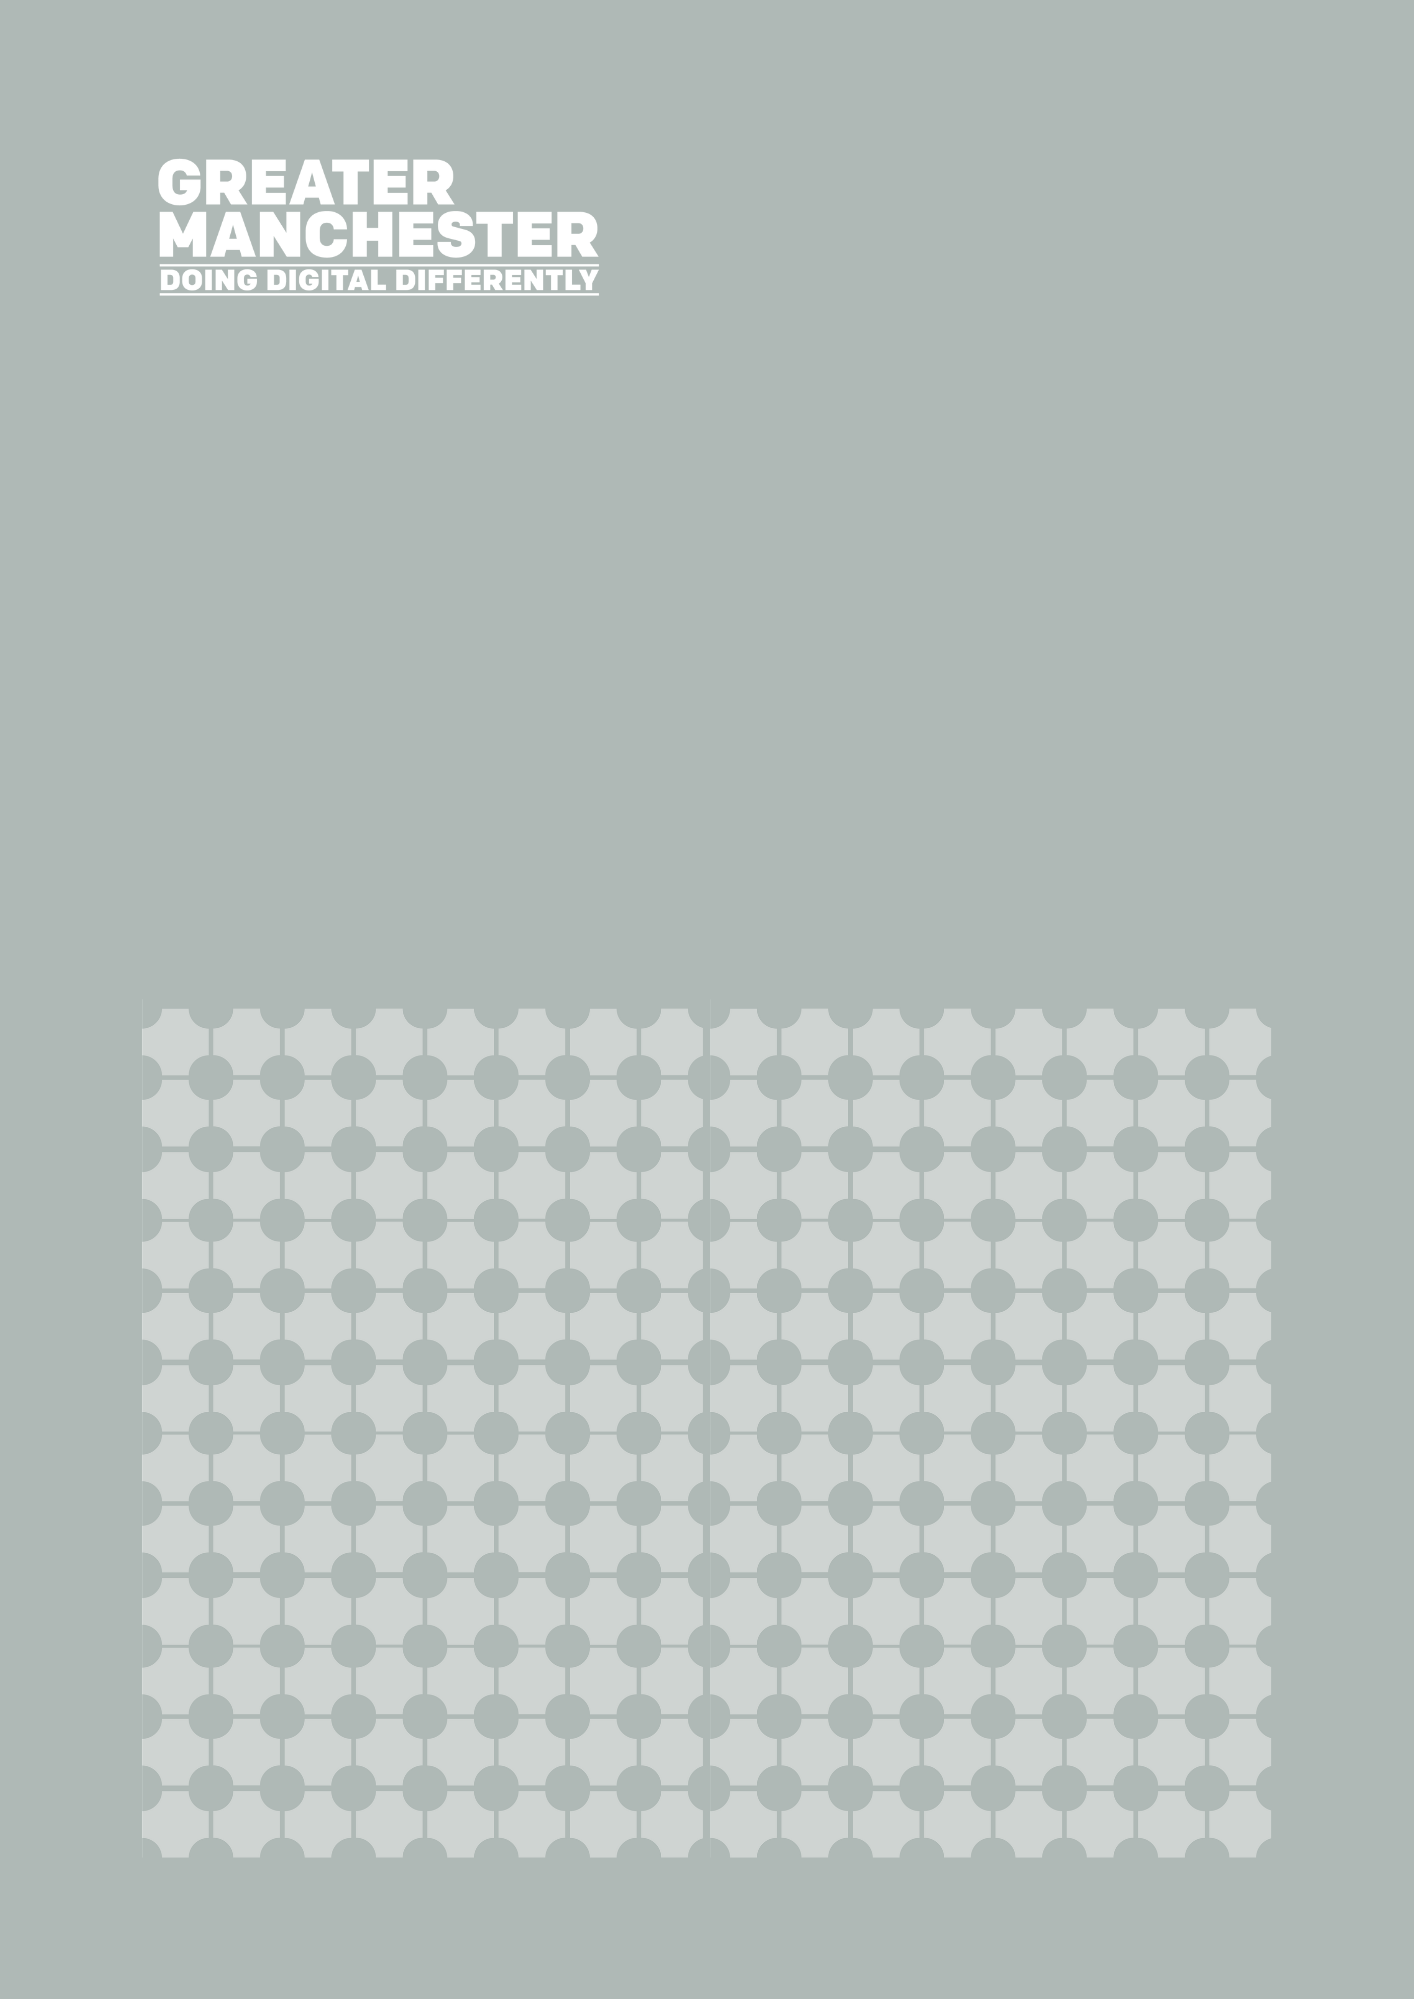 GREATER
MANCHESTER
DOING DIGITAL DIFFERENTLY